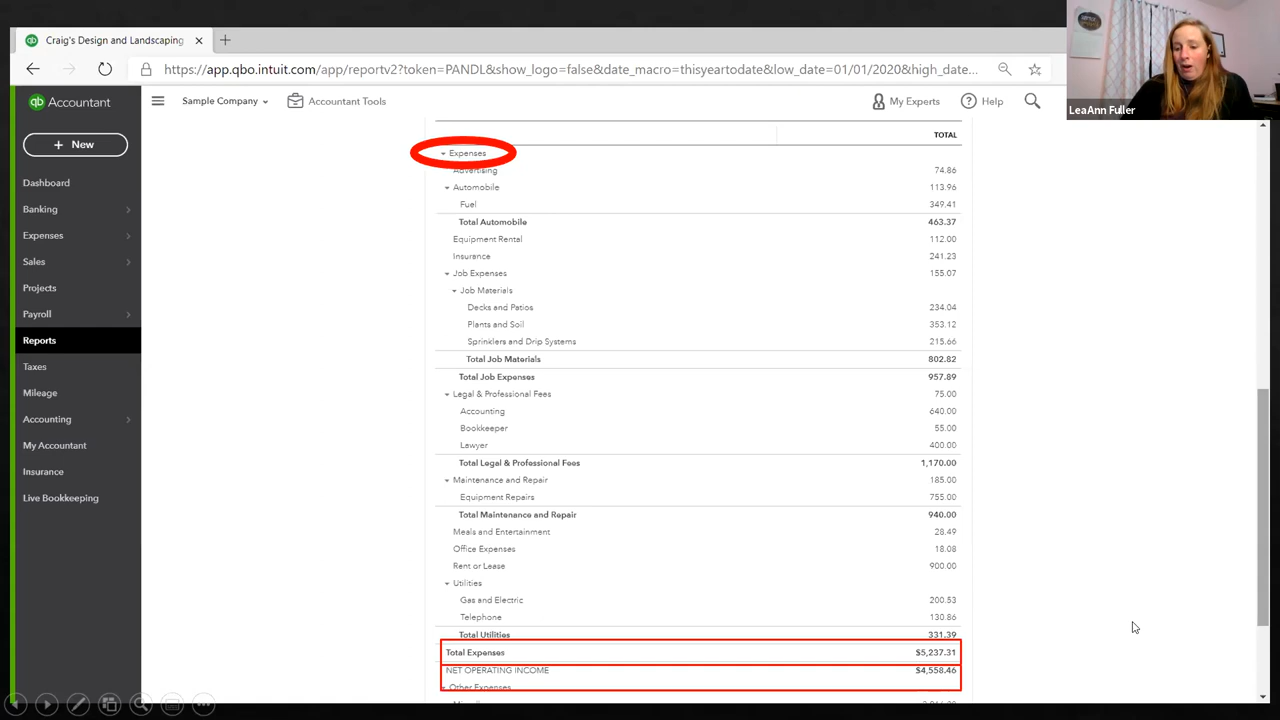 Craig's Design and Landscaping
https://app.qbo.intuit.com/app/reportv2?token=PANDL&show_logo=false&date_macro=thisyeartodate&low_date=01/01/2020&high_date...
LeaAnn Fuller
qb Accountant
Sample Company
Accountant Tools
My Experts
Help
+ New
Dashboard
Banking
Expenses
Sales
Projects
Payroll
Reports
Taxes
Mileage
Accounting
My Accountant
Insurance
Live Bookkeeping
TOTAL
Expenses
Advertising 74.86
Automobile 113.96
Fuel 349.41
Total Automobile 463.37
Equipment Rental 112.00
Insurance 241.23
Job Expenses 155.07
Job Materials
Decks and Patios 234.04
Plants and Soil 353.12
Sprinklers and Drip Systems 215.66
Total Job Materials 802.82
Total Job Expenses 957.89
Legal & Professional Fees 75.00
Accounting 640.00
Bookkeeper 55.00
Lawyer 400.00
Total Legal & Professional Fees 1,170.00
Maintenance and Repair 185.00
Equipment Repairs 755.00
Total Maintenance and Repair 940.00
Meals and Entertainment 28.49
Office Expenses 18.08
Rent or Lease 900.00
Utilities
Gas and Electric 200.53
Telephone 130.86
Total Utilities 331.39
Total Expenses $5,237.31
NET OPERATING INCOME $4,558.46
Other Expenses